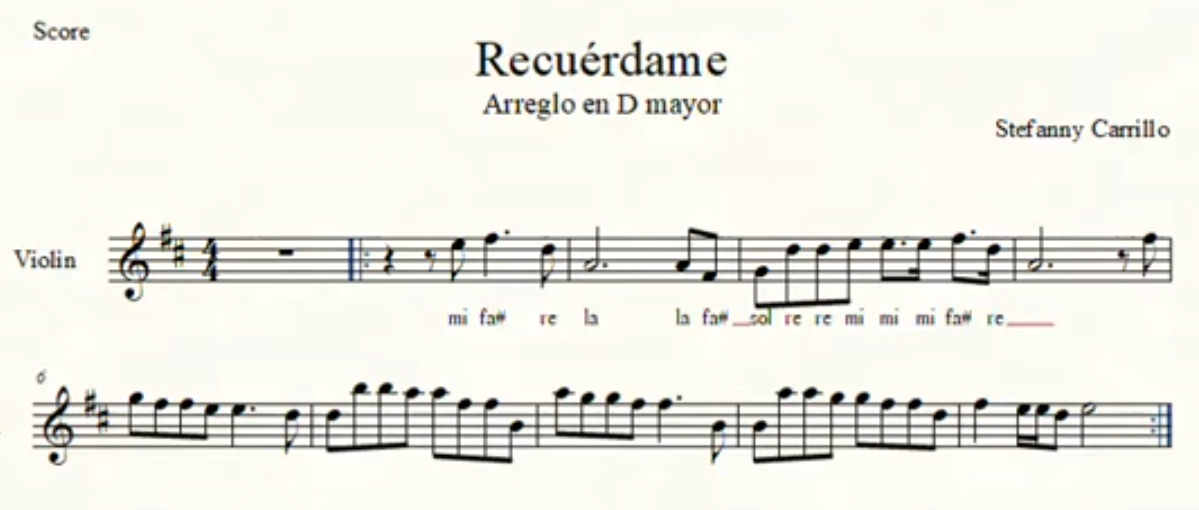 Score
Recuérdame
Arreglo en D mayor
Stefanny Carrillo
Violin
mi fa# re la la fa# sol re re mi mi mi fa# re
6